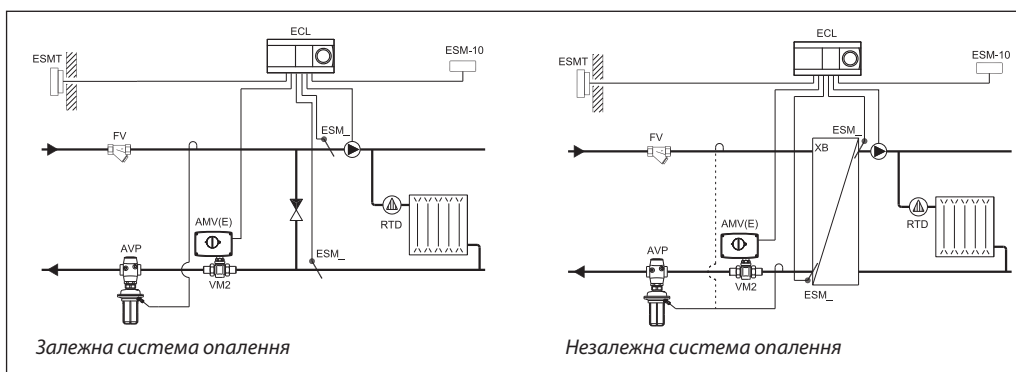 ECL
ESMT
ESM-10
FV
ESM_
AMV(E)
RTD
AVP
ESM_
VM2
Залежна система опалення
ECL
ESMT
ESM-10
FV
ESM_
XB
AMV(E)
RTD
AVP
VM2
ESM_
Незалежна система опалення